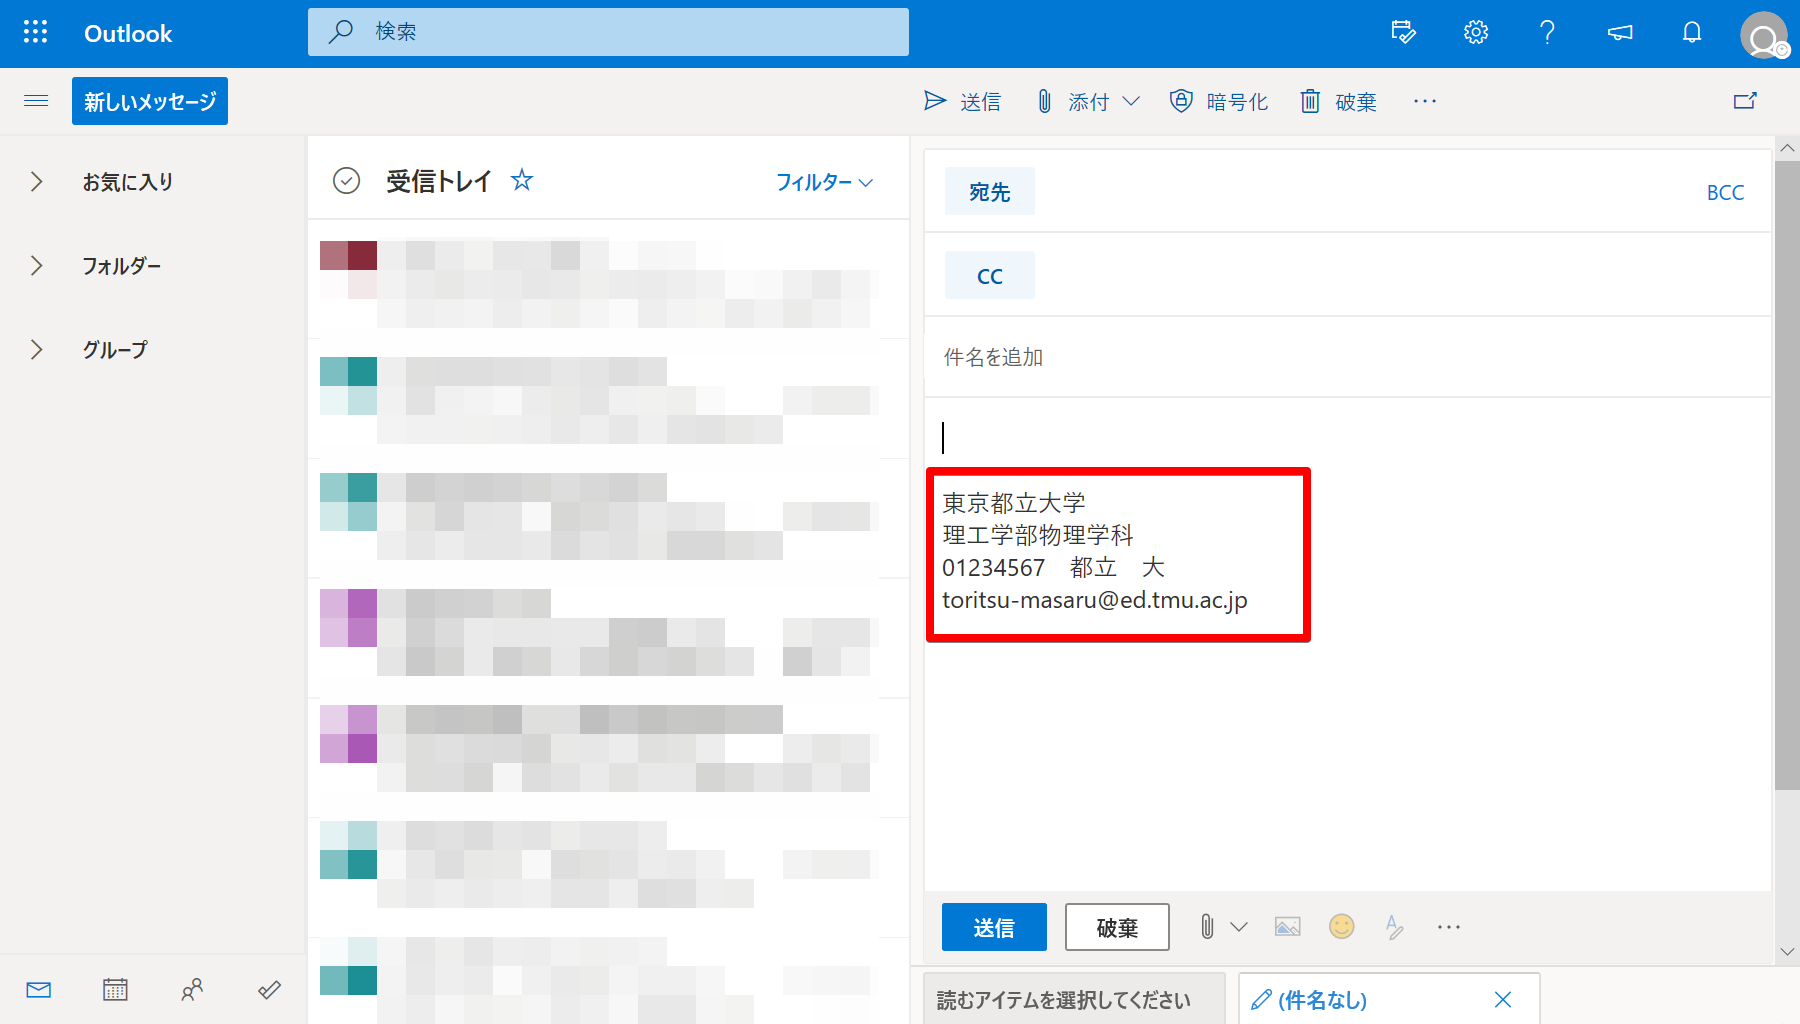 Outlook
検索
新しいメッセージ
送信
添付
暗号化
破棄
お気に入り
フォルダー
グループ
受信トレイ
フィルター
宛先
BCC
CC
件名を追加
東京都立大学
理工学部物理学科
01234567　都立　大
toritsu-masaru@ed.tmu.ac.jp
送信
破棄
読むアイテムを選択してください
(件名なし)